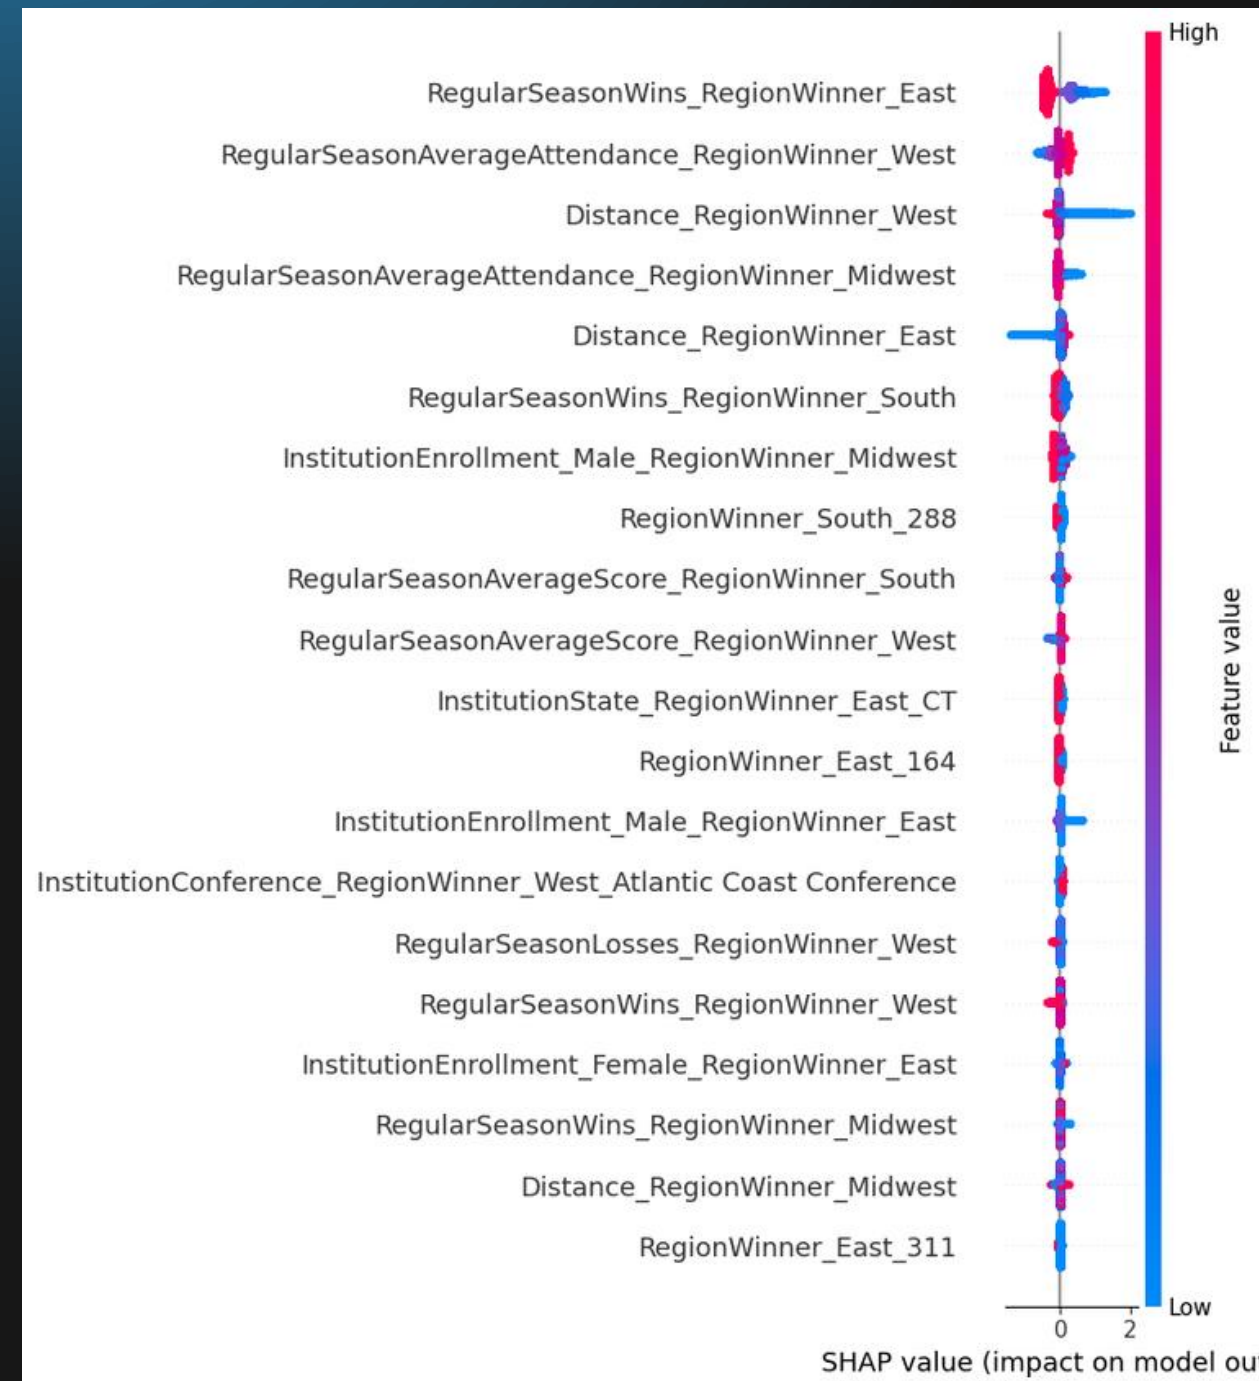 High
RegularSeasonWins_RegionWinner_East
RegularSeasonAverageAttendance_RegionWinner_West
Distance_RegionWinner_West
RegularSeasonAverageAttendance_RegionWinner_Midwest
Distance_RegionWinner_East
RegularSeasonWins_RegionWinner_South
InstitutionEnrollment_Male_RegionWinner_Midwest
RegionWinner_South_288
RegularSeasonAverageScore_RegionWinner_South
RegularSeasonAverageScore_RegionWinner_West
InstitutionState_RegionWinner_East_CT
RegionWinner_East_164
InstitutionEnrollment_Male_RegionWinner_East
InstitutionConference_RegionWinner_West_Atlantic Coast Conference
RegularSeasonLosses_RegionWinner_West
RegularSeasonWins_RegionWinner_West
InstitutionEnrollment_Female_RegionWinner_East
RegularSeasonWins_RegionWinner_Midwest
Distance_RegionWinner_Midwest
RegionWinner_East_311
Feature value
Low
0 2
SHAP value (impact on model ou